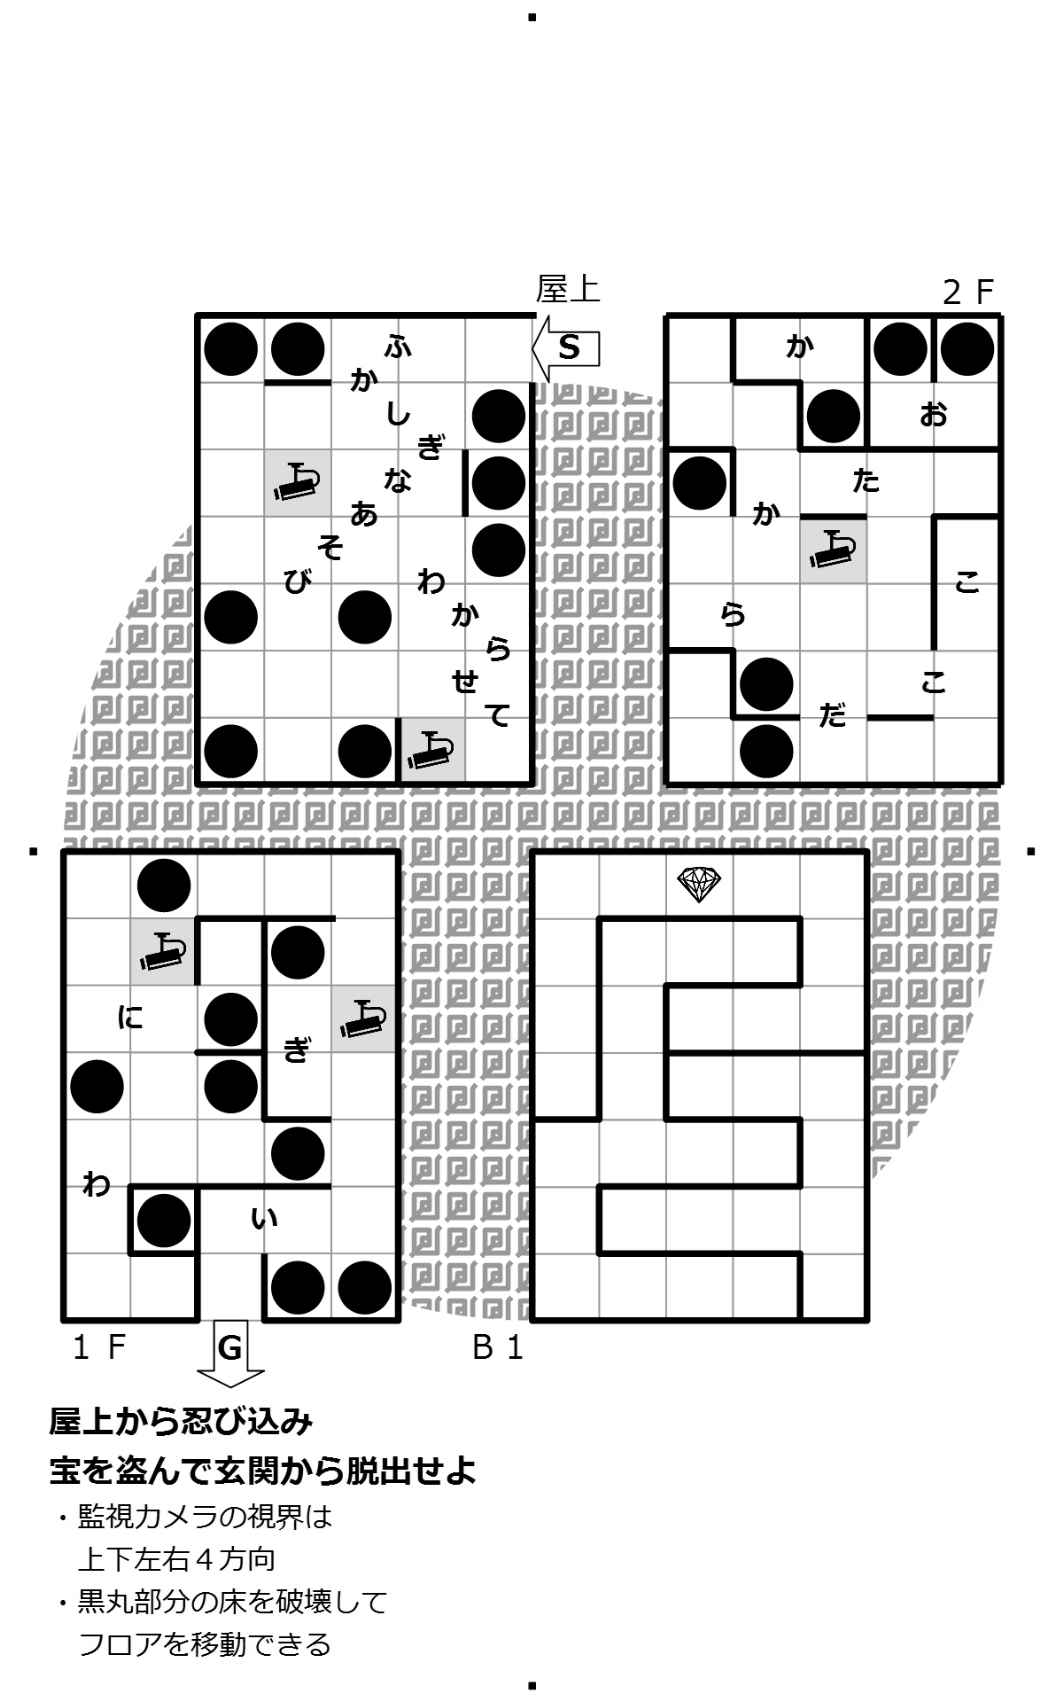 屋上
S
ふ
か
し
ぎ
な
あ
そ
び
わ
か
ら
せ
て
2F
か
お
た
か
こ
ら
こ
だ
に
ぎ
わ
い
1F
G
B1
屋上から忍び込み
宝を盗んで玄関から脱出せよ
・監視カメラの視界は
上下左右4方向
・黒丸部分の床を破壊して
フロアを移動できる